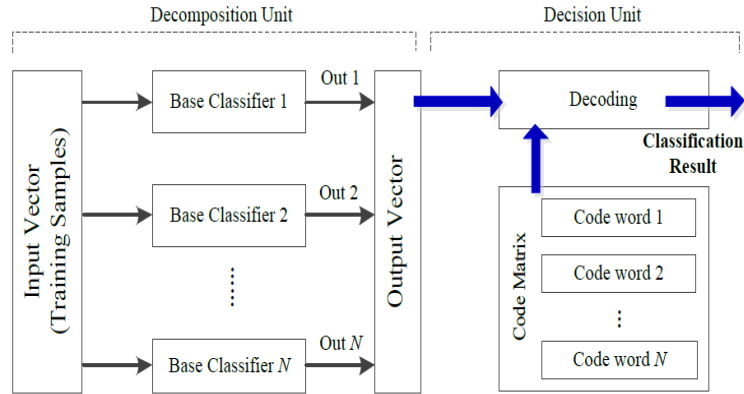 Decomposition Unit
Decision Unit
Input Vector
(Training Samples)
Base Classifier 1
Out 1
Base Classifier 2
Out 2
......
Base Classifier N
Out N
Output Vector
Decoding
Classification
Result
Code Matrix
Code word 1
Code word 2
...
Code word N